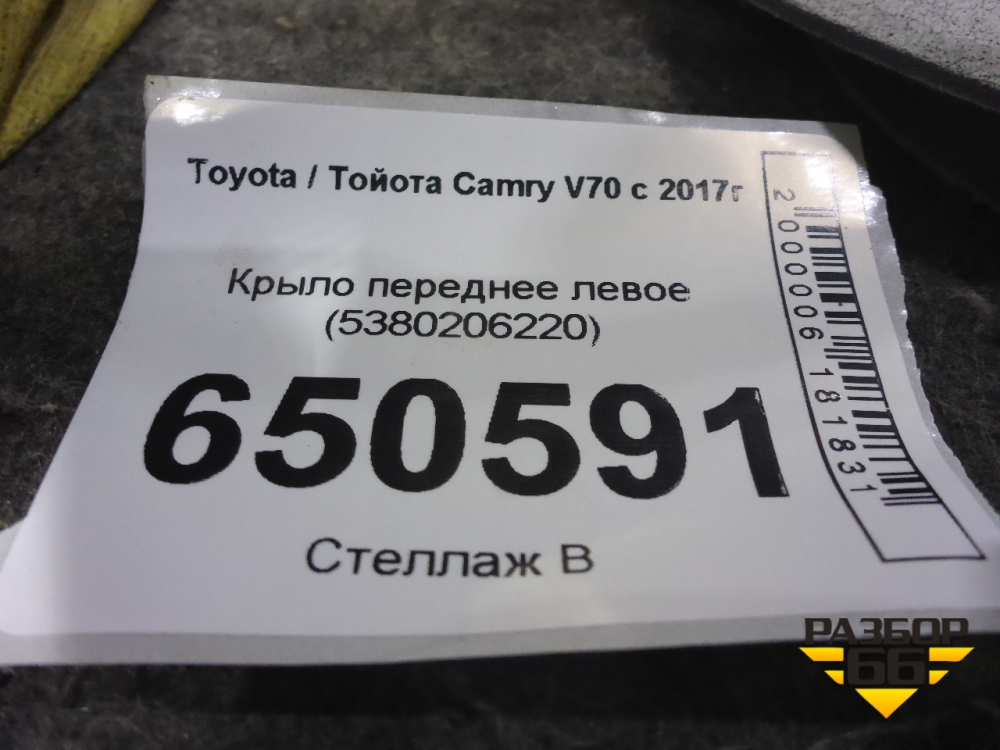 Toyota / Тойота Camry V70 с 2017г
Крыло переднее левое
(5380206220)
650591
Стеллаж В
2000006181831
РАЗБОР
66